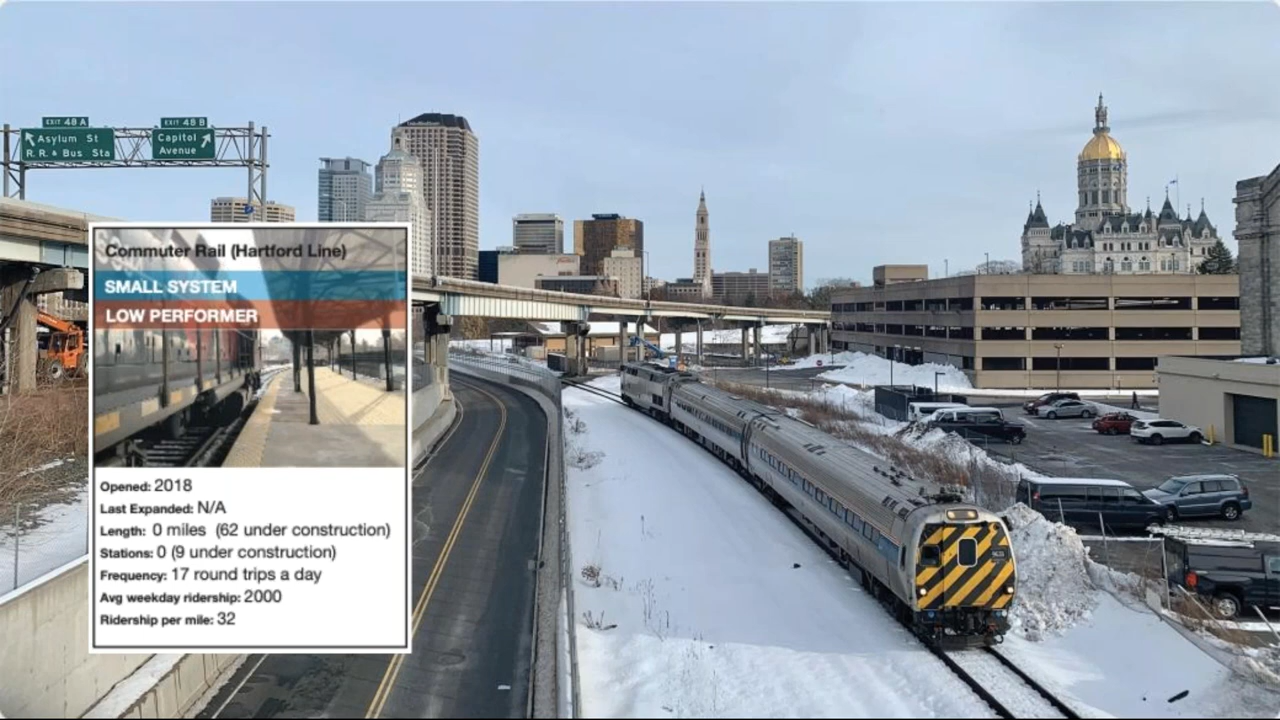 EXIT 48 A
Asylum St
R.R. & Bus Sta
EXIT 48 B
Capitol
Avenue
Commuter Rail (Hartford Line)
SMALL SYSTEM
LOW PERFORMER
Opened: 2018
Last Expanded: N/A
Length: 0 miles (62 under construction)
Stations: 0 (9 under construction)
Frequency: 17 round trips a day
Avg weekday ridership: 2000
Ridership per mile: 32